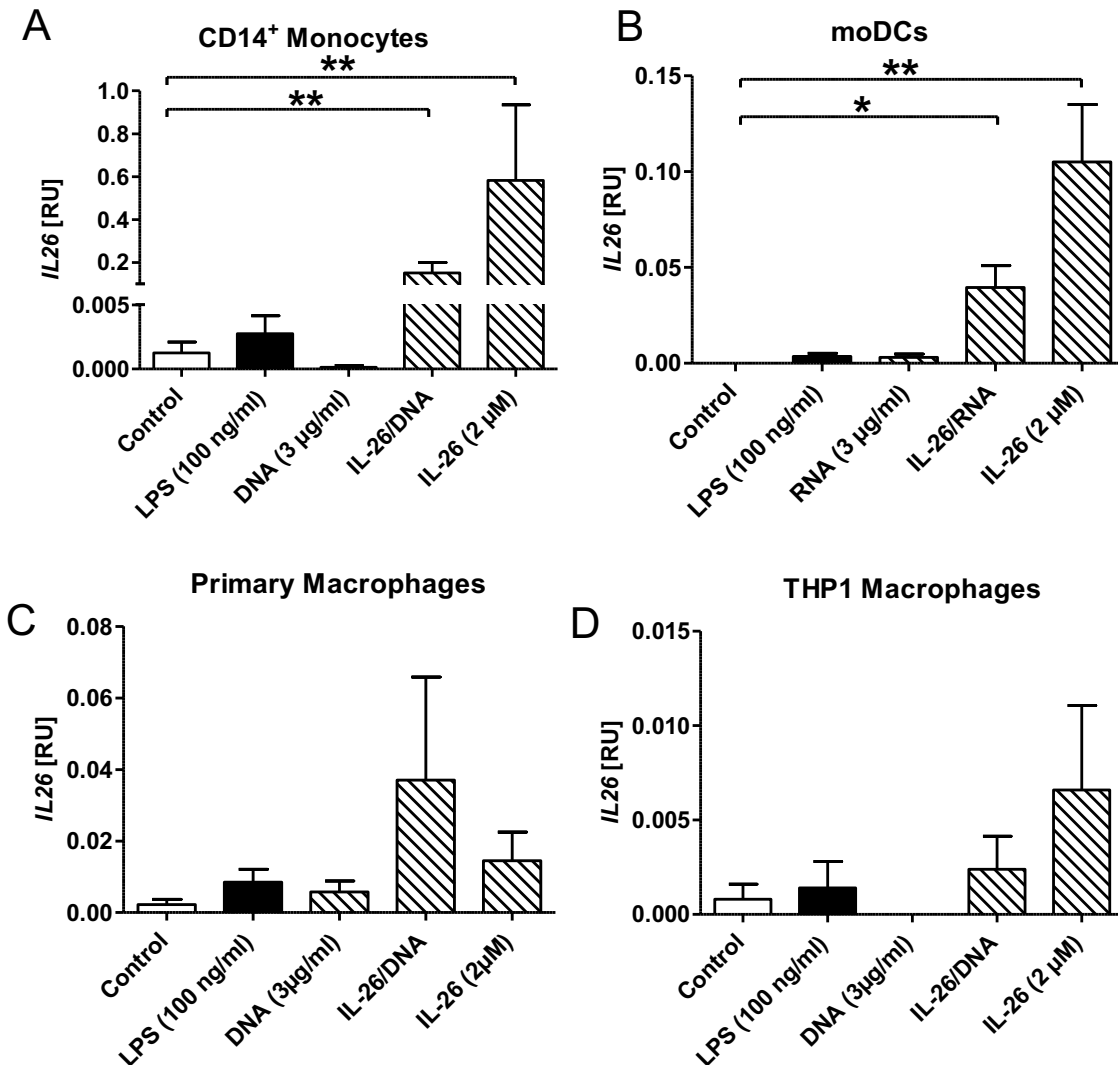 A
CD14⁺ Monocytes
**
**
1.0
0.8
0.6
0.4
0.2
0.005
0.000
IL26 [RU]
Control
LPS (100 ng/ml)
DNA (3 µg/ml)
IL-26/DNA
IL-26 (2 µM)
B
moDCs
**
*
0.15
0.10
0.05
0.00
IL26 [RU]
Control
LPS (100 ng/ml)
RNA (3 µg/ml)
IL-26/RNA
IL-26 (2 µM)
C
Primary Macrophages
0.08
0.06
0.04
0.02
0.00
IL26 [RU]
Control
LPS (100 ng/ml)
DNA (3µg/ml)
IL-26/DNA
IL-26 (2µM)
D
THP1 Macrophages
0.015
0.010
0.005
0.000
IL26 [RU]
Control
LPS (100 ng/ml)
DNA (3µg/ml)
IL-26/DNA
IL-26 (2 µM)